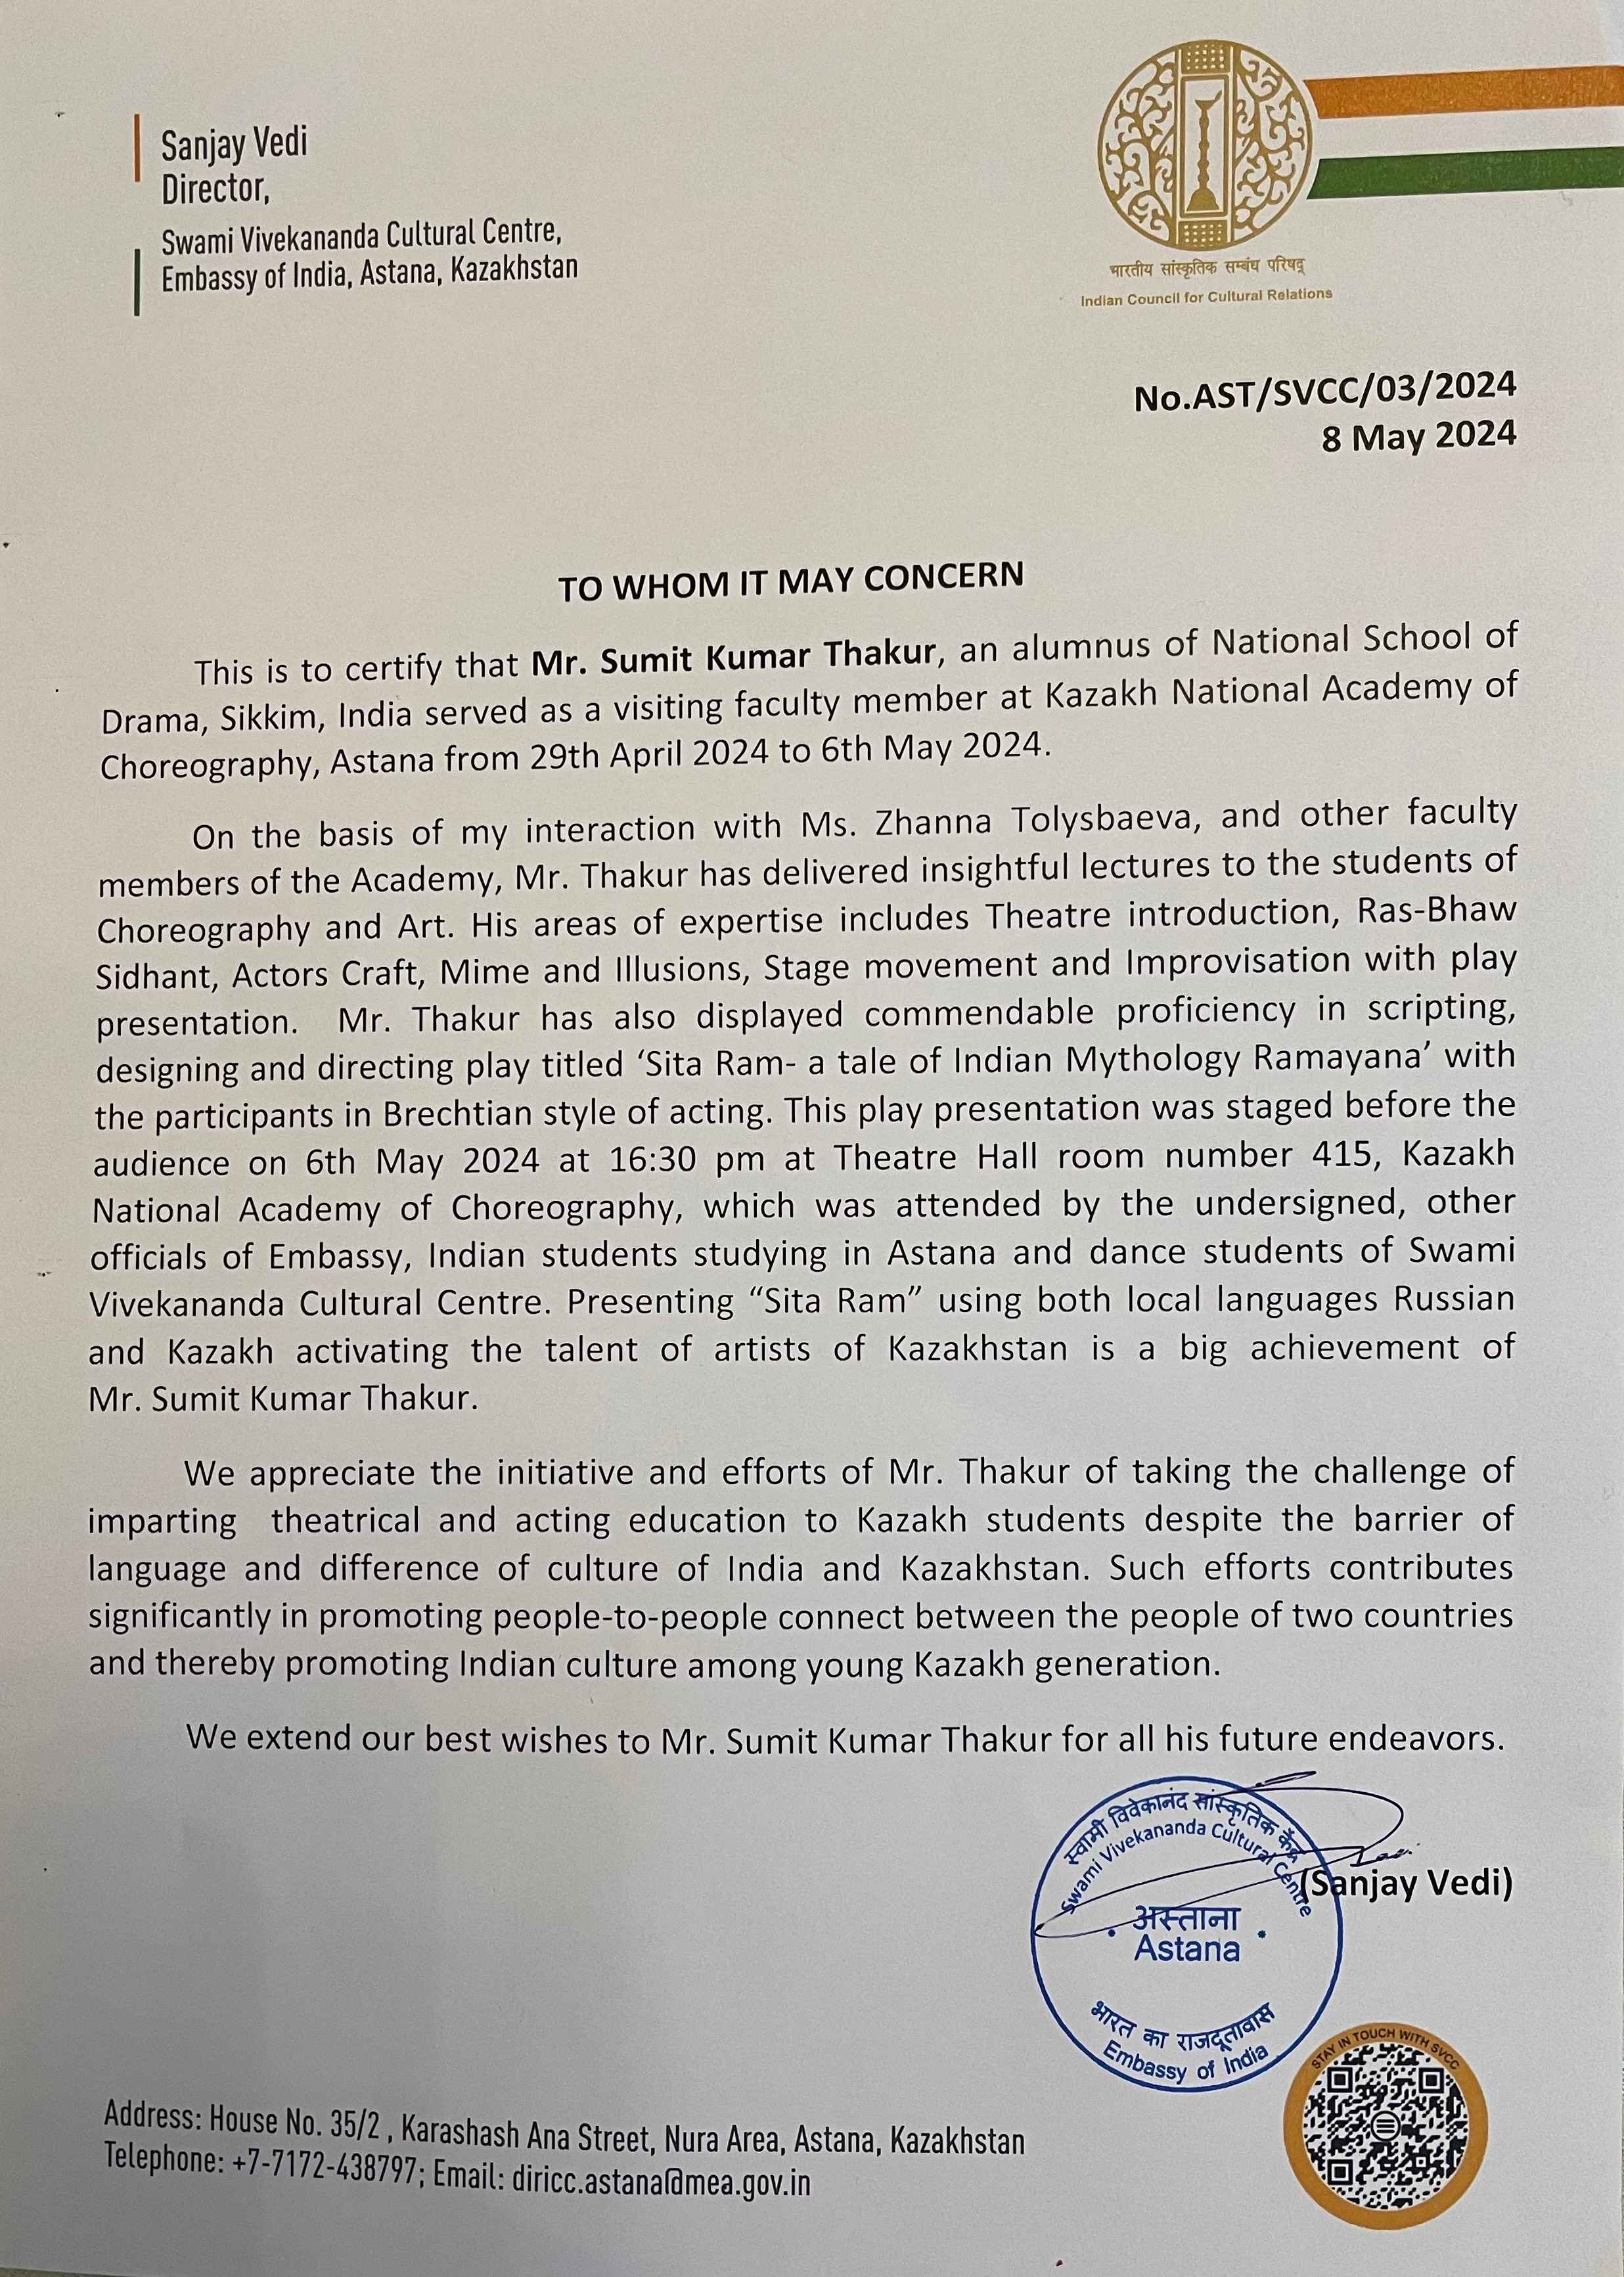 Sanjay Vedi
Director,
Swami Vivekananda Cultural Centre,
Embassy of India, Astana, Kazakhstan
भारतीय सांस्कृतिक सम्बंध परिषद्
Indian Council for Cultural Relations
No.AST/SVCC/03/2024
8 May 2024
TO WHOM IT MAY CONCERN
This is to certify that Mr. Sumit Kumar Thakur, an alumnus of National School of
Drama, Sikkim, India served as a visiting faculty member at Kazakh National Academy of
Choreography, Astana from 29th April 2024 to 6th May 2024.
On the basis of my interaction with Ms. Zhanna Tolysbaeva, and other faculty
members of the Academy, Mr. Thakur has delivered insightful lectures to the students of
Choreography and Art. His areas of expertise includes Theatre introduction, Ras-Bhaw
Sidhant, Actors Craft, Mime and Illusions, Stage movement and Improvisation with play
presentation. Mr. Thakur has also displayed commendable proficiency in scripting,
designing and directing play titled ‘Sita Ram- a tale of Indian Mythology Ramayana’ with
the participants in Brechtian style of acting. This play presentation was staged before the
audience on 6th May 2024 at 16:30 pm at Theatre Hall room number 415, Kazakh
National Academy of Choreography, which was attended by the undersigned, other
officials of Embassy, Indian students studying in Astana and dance students of Swami
Vivekananda Cultural Centre. Presenting “Sita Ram” using both local languages Russian
and Kazakh activating the talent of artists of Kazakhstan is a big achievement of
Mr. Sumit Kumar Thakur.
We appreciate the initiative and efforts of Mr. Thakur of taking the challenge of
imparting theatrical and acting education to Kazakh students despite the barrier of
language and difference of culture of India and Kazakhstan. Such efforts contributes
significantly in promoting people-to-people connect between the people of two countries
and thereby promoting Indian culture among young Kazakh generation.
We extend our best wishes to Mr. Sumit Kumar Thakur for all his future endeavors.
स्वामी विवेकानंद सांस्कृतिक केंद्र
Swami Vivekananda Cultural Centre
(Sanjay Vedi)
अस्ताना
Astana
भारत का राजदूतावास
Embassy of India
STAY IN TOUCH WITH SVCC
Address: House No. 35/2 , Karashash Ana Street, Nura Area, Astana, Kazakhstan
Telephone: +7-7172-438797; Email: diricc.astana@mea.gov.in